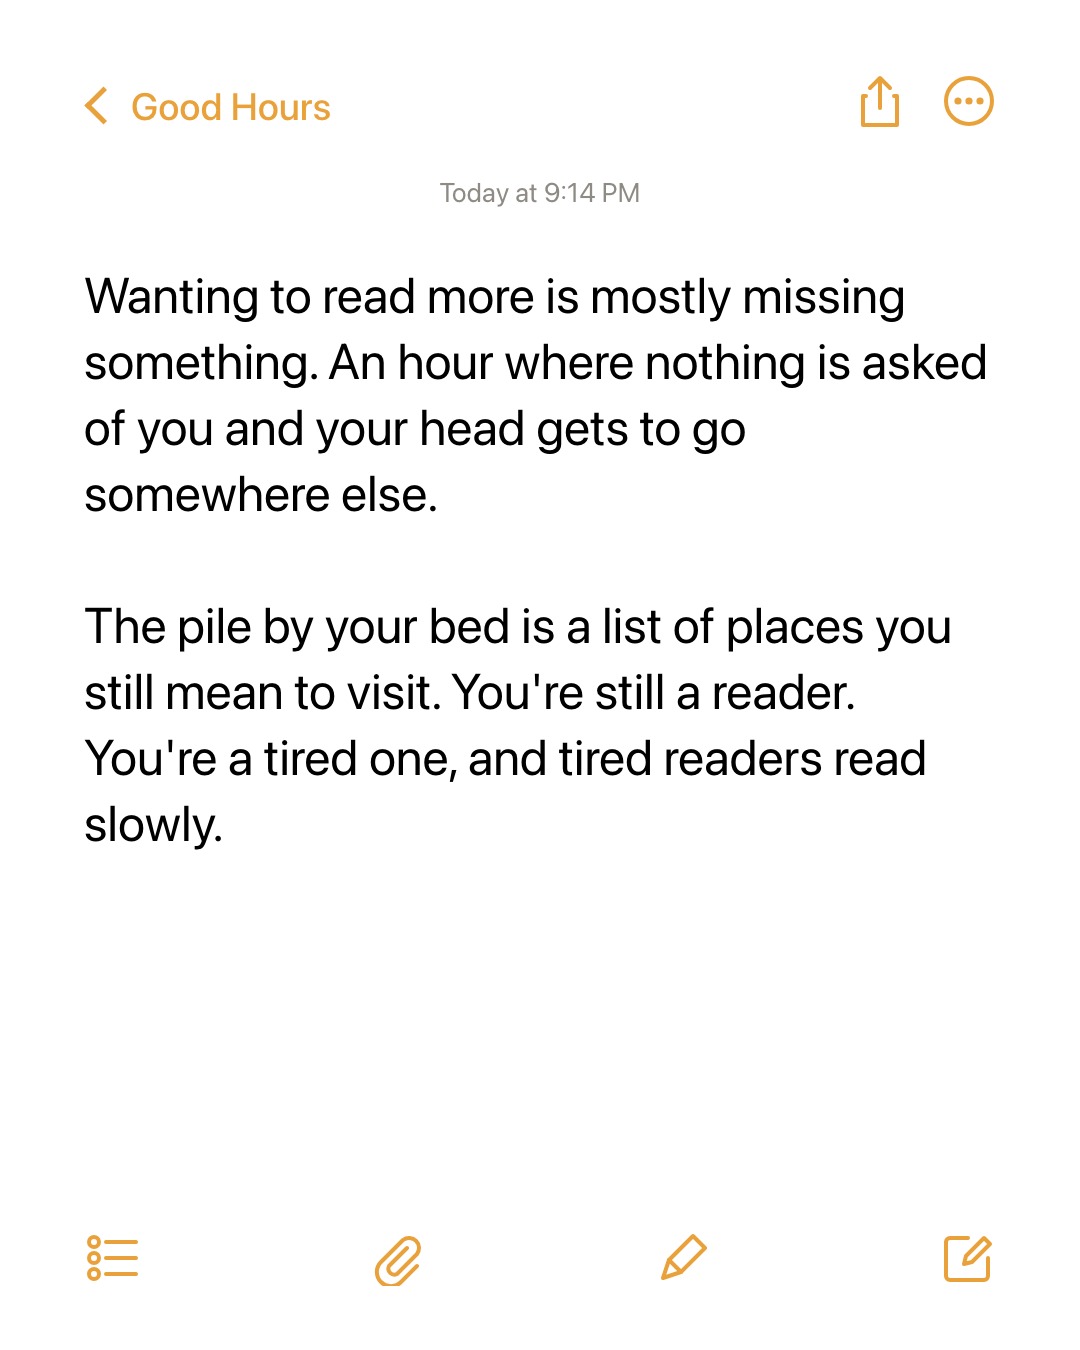 Good Hours
Today at 9:14 PM
Wanting to read more is mostly missing
something. An hour where nothing is asked
of you and your head gets to go
somewhere else.
The pile by your bed is a list of places you
still mean to visit. You're still a reader.
You're a tired one, and tired readers read
slowly.